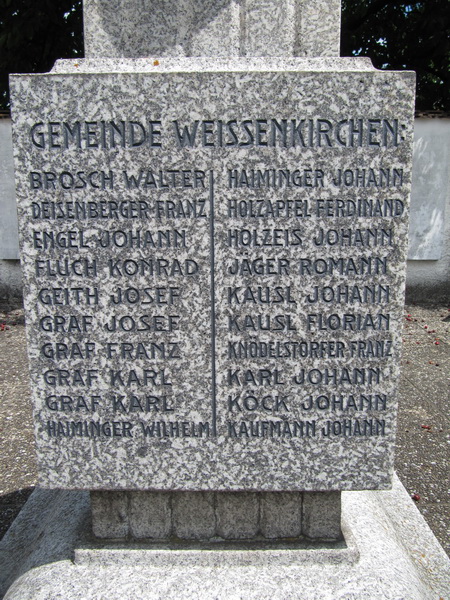 GEMEINDE WEISSENKIRCHEN:
BROSCH WALTER
DEISENBERGER FRANZ
ENGEL JOHANN
FLUCH KONRAD
GEITH JOSEF
GRAF JOSEF
GRAF FRANZ
GRAF KARL
GRAF KARL
HAIMINGER WILHELM
HAIMINGER JOHANN
HOLZAPFEL FERDINAND
HOLZEIS JOHANN
JÄGER ROMANN
KAUSL JOHANN
KAUSL FLORIAN
KNÖDELSTORFER FRANZ
KARL JOHANN
KÖCK JOHANN
KAUFMANN JOHANN